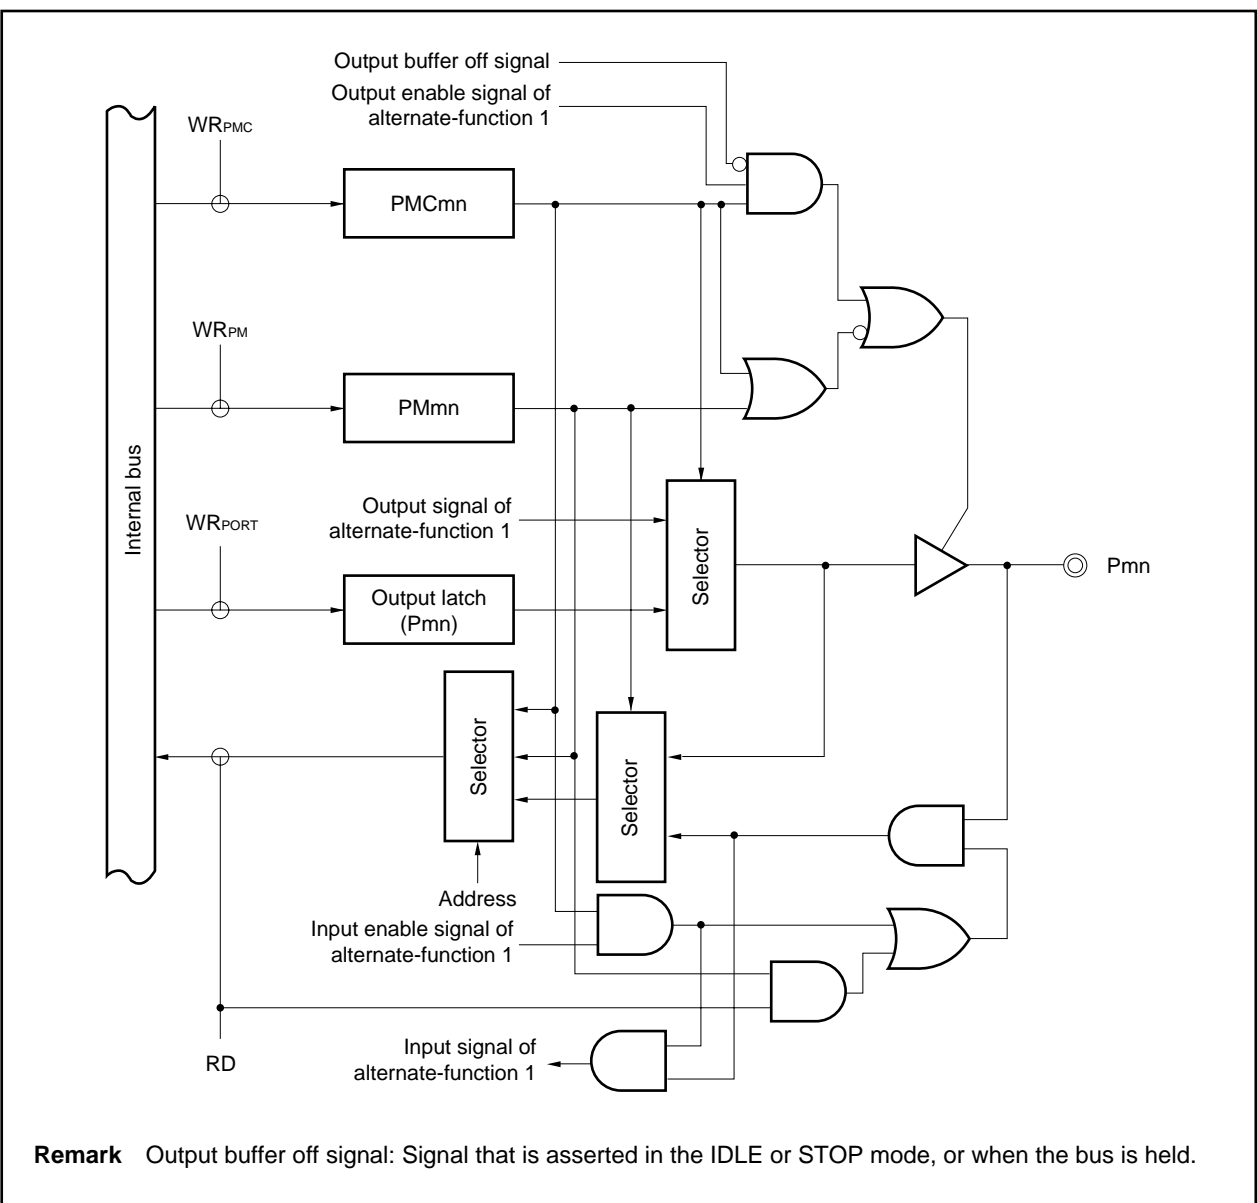 Output buffer off signal
Output enable signal of
alternate-function 1
WRPMC
PMCmn
WRPM
PMmn
Internal bus
Output signal of
alternate-function 1
WRPORT
Selector
Pmn
Output latch
(Pmn)
Selector
Selector
Address
Input enable signal of
alternate-function 1
RD
Input signal of
alternate-function 1
Remark Output buffer off signal: Signal that is asserted in the IDLE or STOP mode, or when the bus is held.